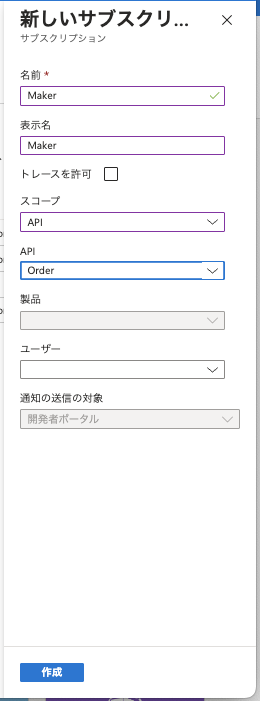 新しいサブスクリ...
サブスクリプション
名前 *
Maker
表示名
Maker
トレースを許可
スコープ
API
API
Order
製品
ユーザー
通知の送信の対象
開発者ポータル
作成